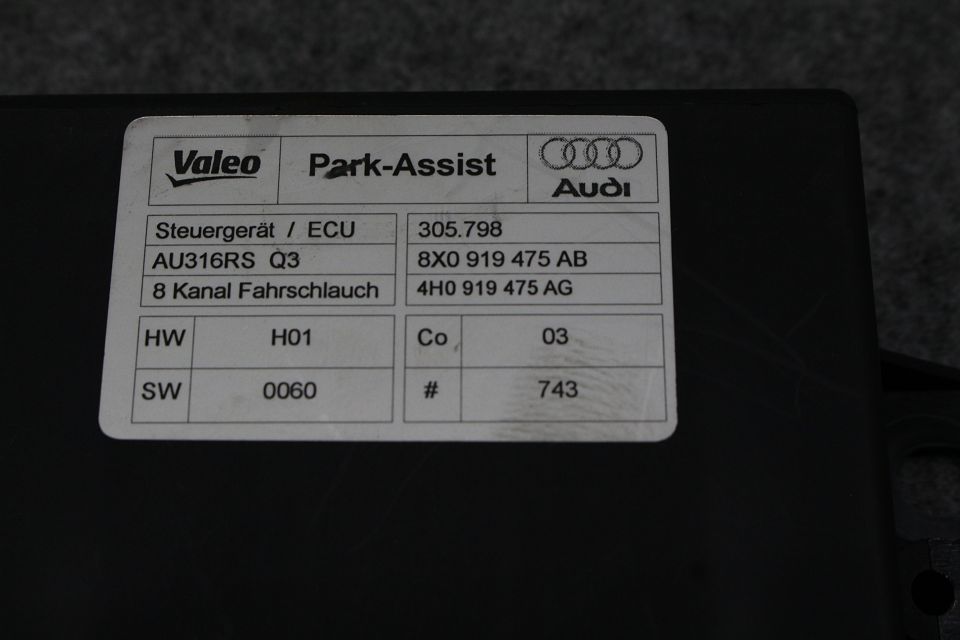 Valeo Park-Assist Audi
Steuergerät / ECU 305.798
AU316RS Q3 8X0 919 475 AB
8 Kanal Fahrschlauch 4H0 919 475 AG
HW H01 Co 03
SW 0060 # 743